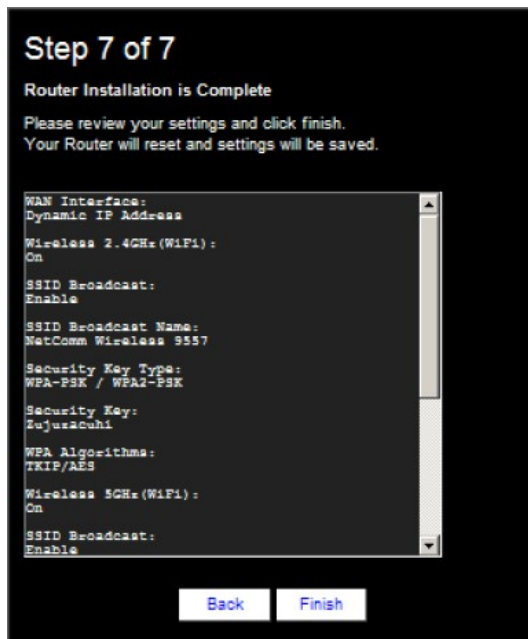 Step 7 of 7
Router Installation is Complete
Please review your settings and click finish.
Your Router will reset and settings will be saved.
WAN Interface:
Dynamic IP Address
Wireless 2.4GHz(WiFi):
On
SSID Broadcast:
Enable
SSID Broadcast Name:
NetComm Wireless 9557
Security Key Type:
WPA-PSK / WPA2-PSK
Security Key:
Zujuzacuhi
WPA Algorithms:
TKIP/AES
Wireless 5GHz(WiFi):
On
SSID Broadcast:
Enable
Back Finish